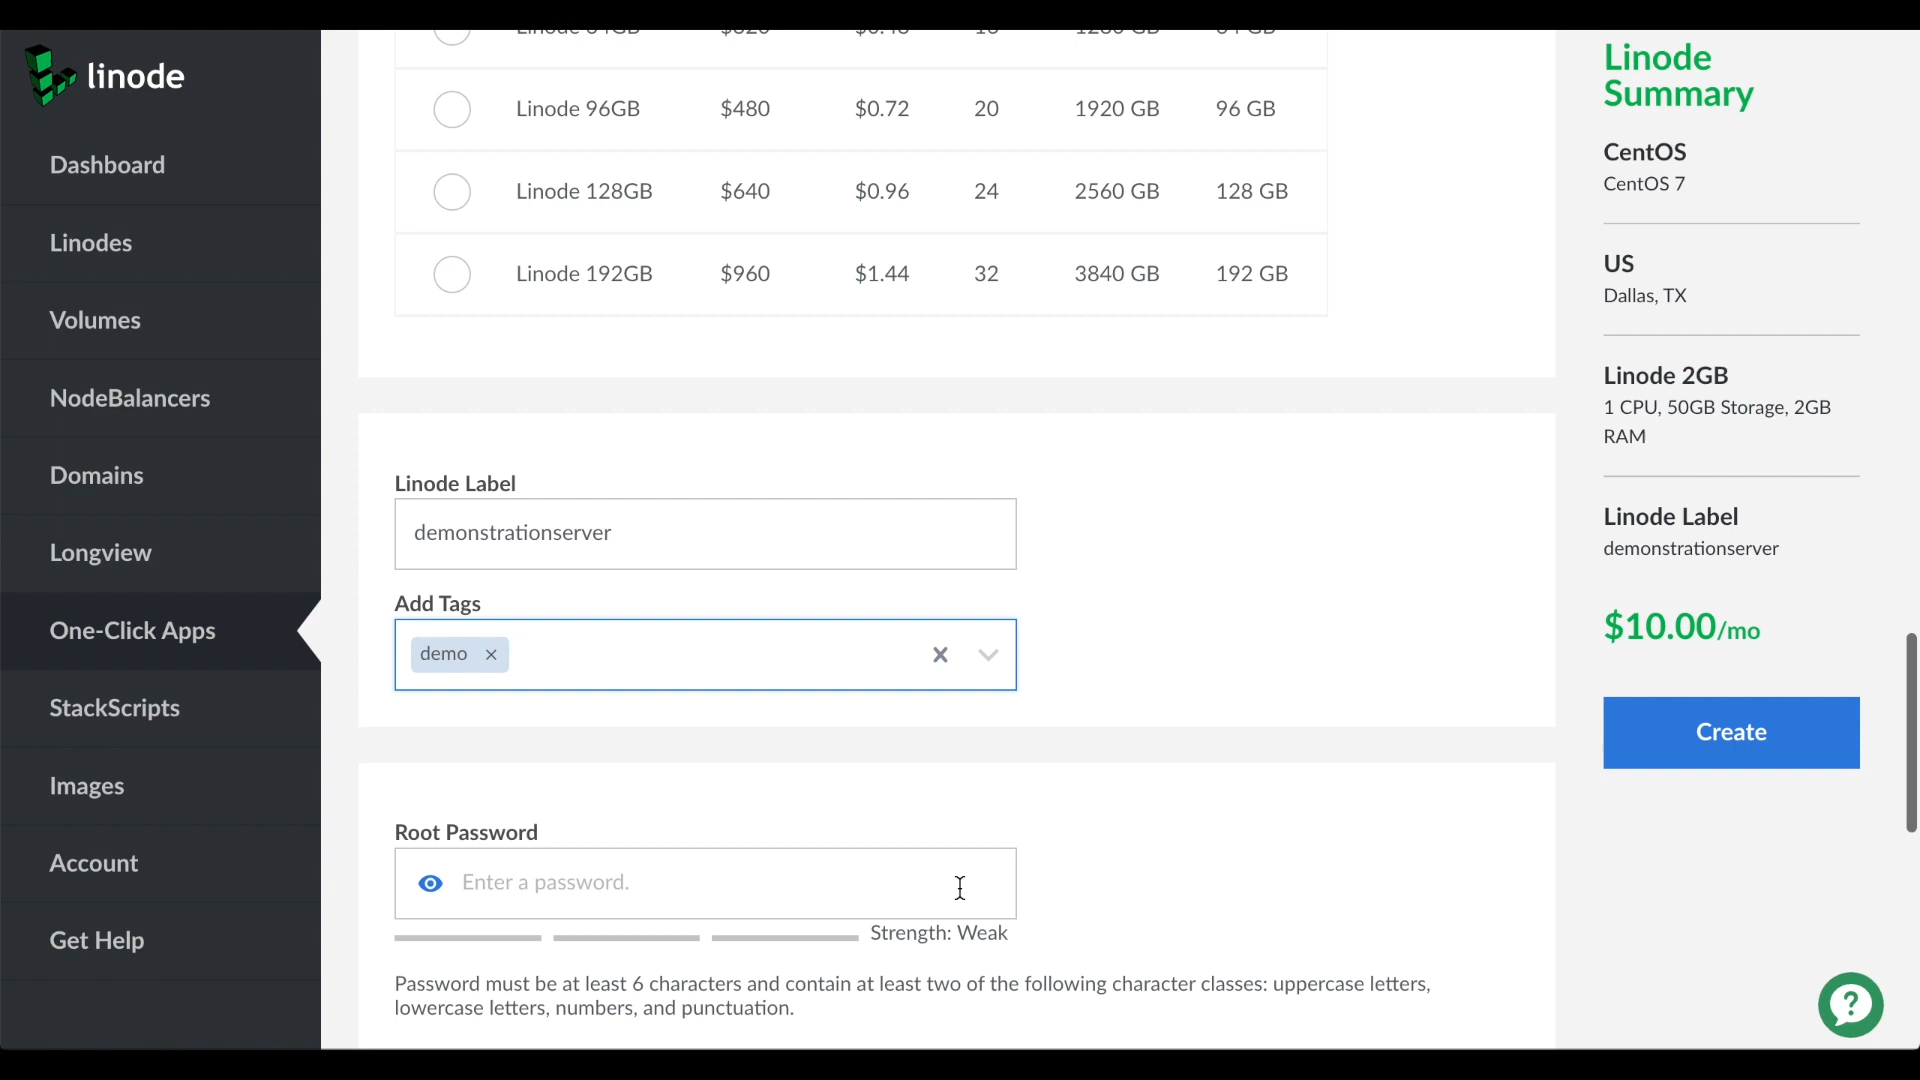 linode
Dashboard
Linodes
Volumes
NodeBalancers
Domains
Longview
One-Click Apps
StackScripts
Images
Account
Get Help
Linode 96GB $480 $0.72 20 1920 GB 96 GB
Linode 128GB $640 $0.96 24 2560 GB 128 GB
Linode 192GB $960 $1.44 32 3840 GB 192 GB
Linode Label
demonstrationserver
Add Tags
demo
Root Password
Enter a password.
Strength: Weak
Password must be at least 6 characters and contain at least two of the following character classes: uppercase letters,
lowercase letters, numbers, and punctuation.
Linode
Summary
CentOS
CentOS 7
US
Dallas, TX
Linode 2GB
1 CPU, 50GB Storage, 2GB
RAM
Linode Label
demonstrationserver
$10.00/mo
Create